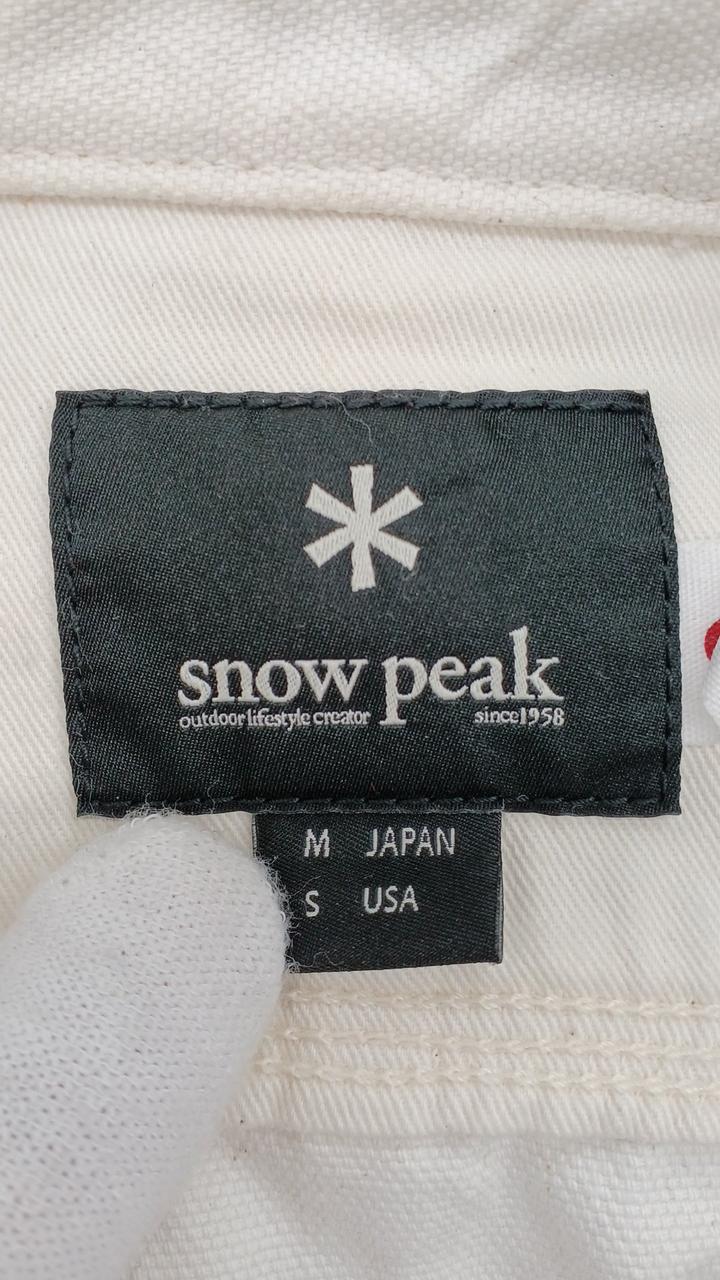 snow peak
outdoor lifestyle creator since1958
M JAPAN
S USA